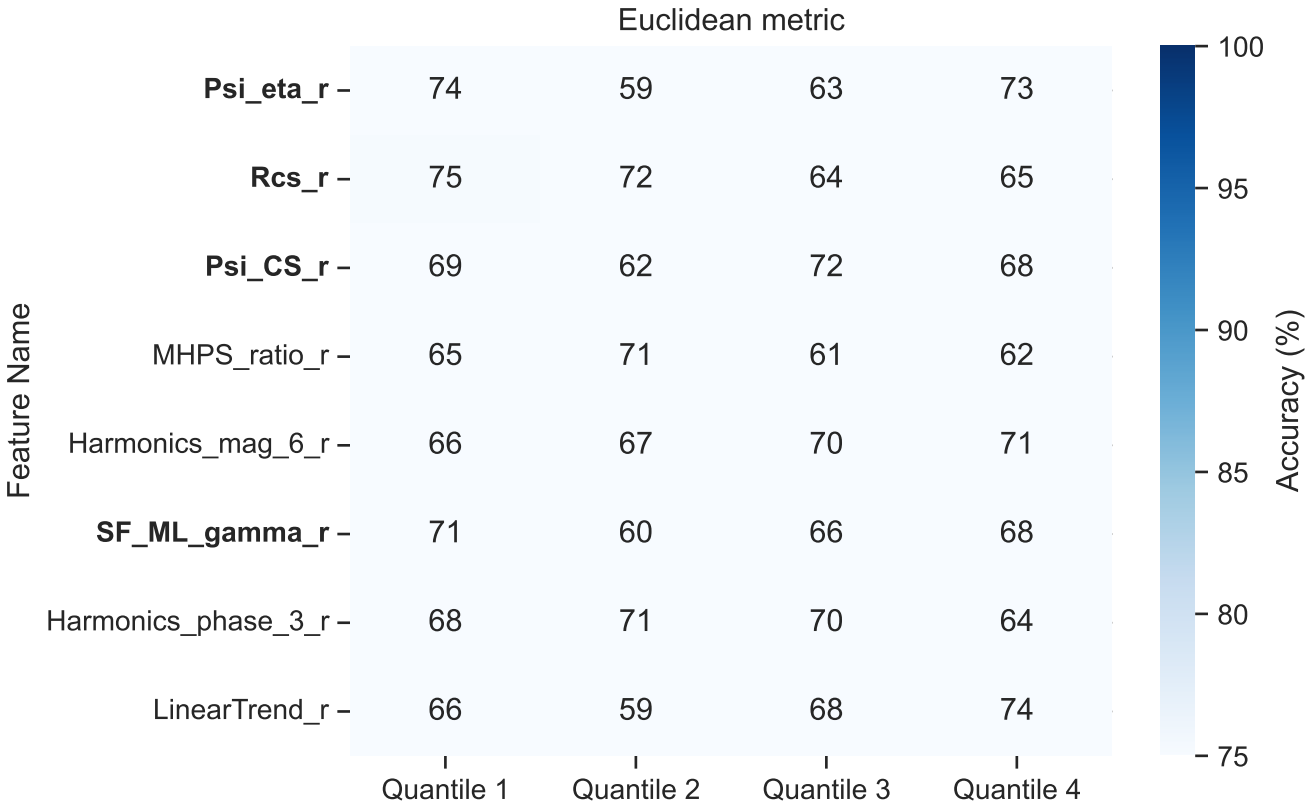 Euclidean metric
Feature Name
Psi_eta_r 74 59 63 73
Rcs_r 75 72 64 65
Psi_CS_r 69 62 72 68
MHPS_ratio_r 65 71 61 62
Harmonics_mag_6_r 66 67 70 71
SF_ML_gamma_r 71 60 66 68
Harmonics_phase_3_r 68 71 70 64
LinearTrend_r 66 59 68 74
Quantile 1 Quantile 2 Quantile 3 Quantile 4
100
95
90
85
80
75
Accuracy (%)